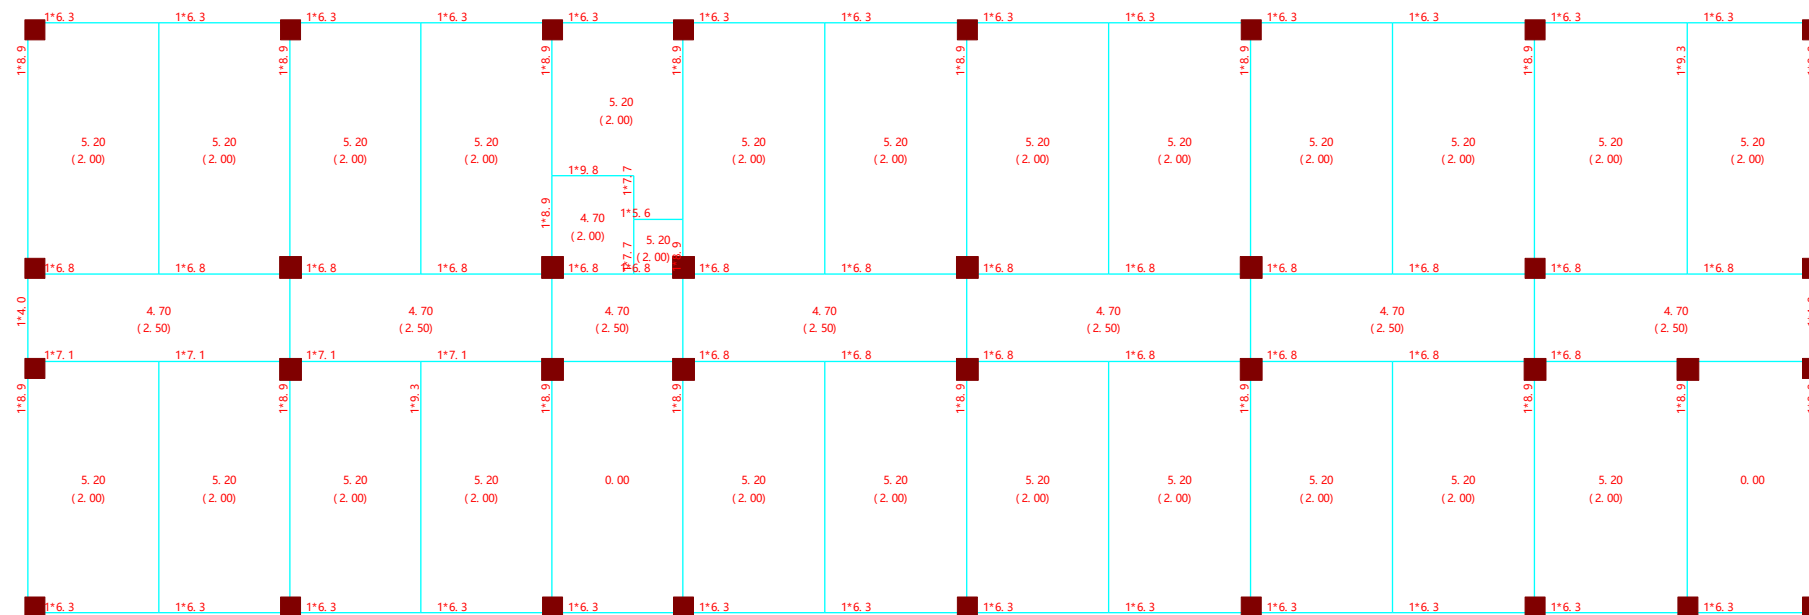 1*6.3 1*6.3 1*6.3 1*6.3 1*6.3 1*6.3 1*6.3 1*6.3 1*6.3 1*6.3 1*6.3 1*6.3 1*6.3
1*8.9 1*8.9 1*8.9 1*8.9 1*8.9 1*8.9 1*8.9 1*9.3
5.20
(2.00)
5.20 5.20 5.20 5.20 5.20 5.20 5.20 5.20 5.20 5.20 5.20 5.20
(2.00) (2.00) (2.00) (2.00) (2.00) (2.00) (2.00) (2.00) (2.00) (2.00) (2.00) (2.00)
1*9.8 1*7.7
1*8.9 1*5.6
4.70
(2.00)
5.20
(2.00)
1*7.7
1*6.8 1*6.8 1*6.8 1*6.8 1*6.8 1*6.8 1*6.8 1*6.8 1*6.8 1*6.8 1*6.8 1*6.8 1*6.8 1*6.8
1*4.0
4.70 4.70 4.70 4.70 4.70 4.70 4.70
(2.50) (2.50) (2.50) (2.50) (2.50) (2.50) (2.50)
1*7.1 1*7.1 1*7.1 1*7.1 1*6.8 1*6.8 1*6.8 1*6.8 1*6.8 1*6.8 1*6.8
1*8.9 1*8.9 1*9.3 1*8.9 1*8.9 1*8.9 1*8.9 1*8.9 1*8.9
5.20 5.20 5.20 5.20 0.00 5.20 5.20 5.20 5.20 5.20 5.20 5.20 0.00
(2.00) (2.00) (2.00) (2.00) (2.00) (2.00) (2.00) (2.00) (2.00) (2.00) (2.00)
1*6.3 1*6.3 1*6.3 1*6.3 1*6.3 1*6.3 1*6.3 1*6.3 1*6.3 1*6.3 1*6.3 1*6.3 1*6.3